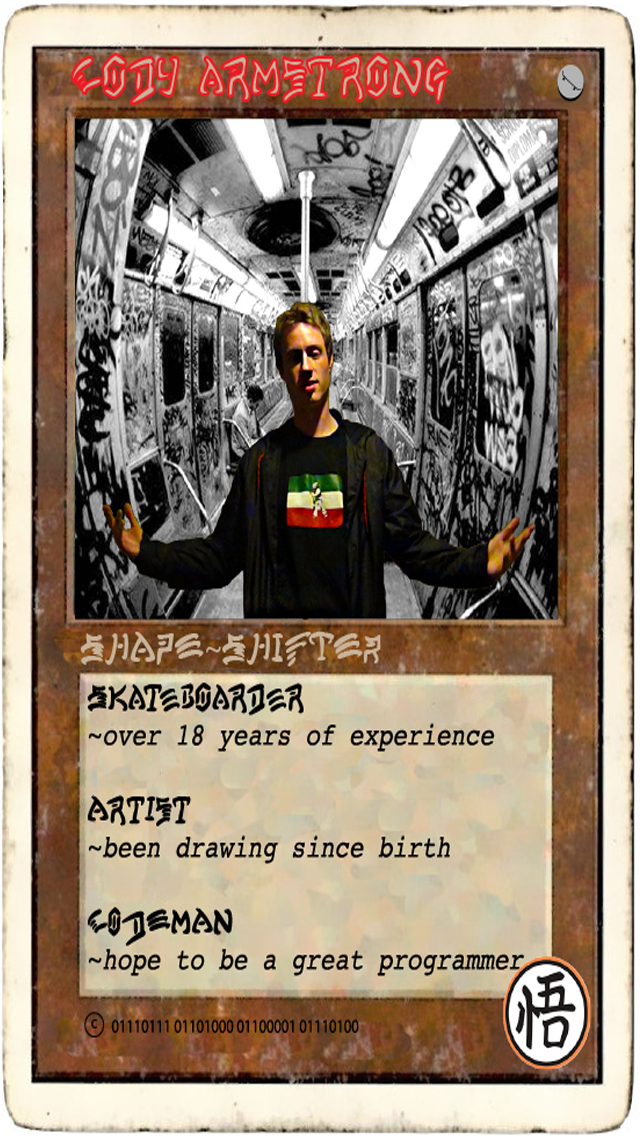 CODY ARMSTRONG
SHAPE~SHIFTER
SKATEBOARDER
~over 18 years of experience
ARTIST
~been drawing since birth
CODEMAN
~hope to be a great programmer
悟
© 01110111 01101000 01100001 01110100